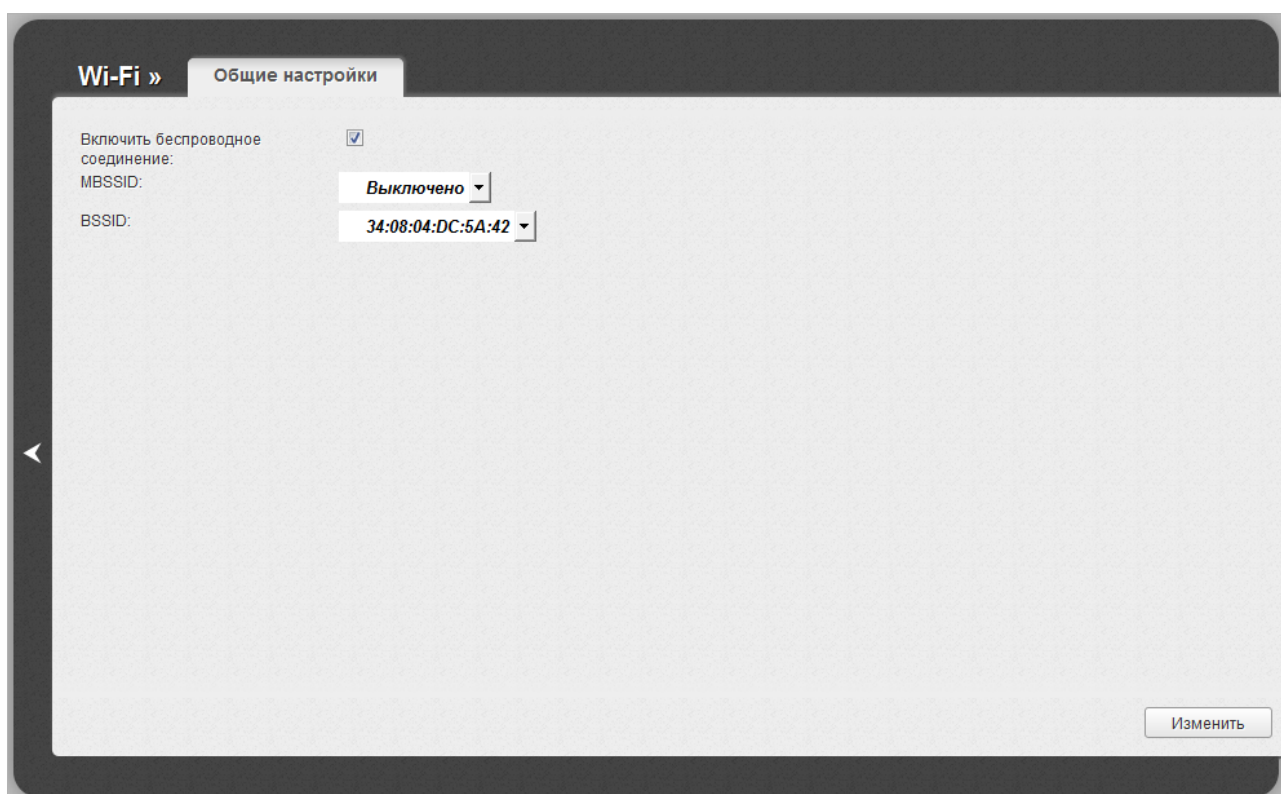 Wi-Fi »
Общие настройки
Включить беспроводное
соединение:
MBSSID:
Выключено
BSSID:
34:08:04:DC:5A:42
Изменить